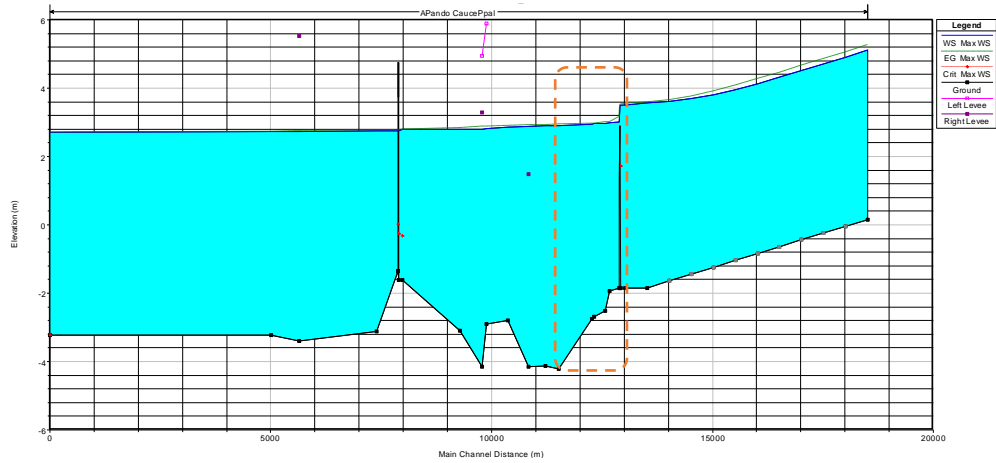 APando CaucePpal
6
4
2
0
-2
-4
-6
Elevation (m)
0
5000
10000
15000
20000
Main Channel Distance (m)
Legend
WS Max WS
EG Max WS
Crit Max WS
Ground
Left Levee
Right Levee